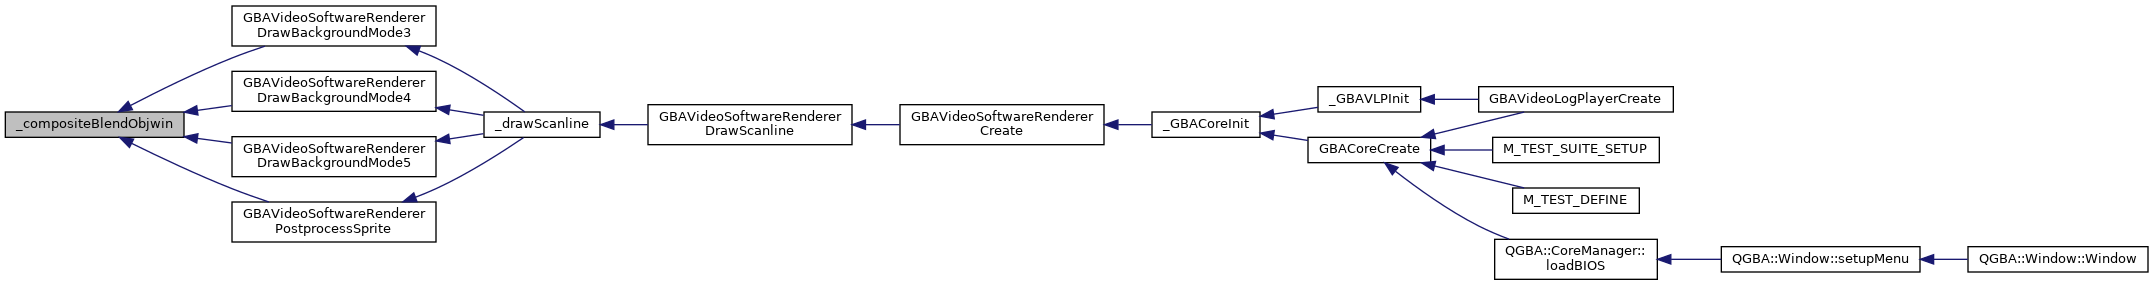 _compositeBlendObjwin
GBAVideoSoftwareRenderer
DrawBackgroundMode3
GBAVideoSoftwareRenderer
DrawBackgroundMode4
GBAVideoSoftwareRenderer
DrawBackgroundMode5
GBAVideoSoftwareRenderer
PostprocessSprite
_drawScanline
GBAVideoSoftwareRenderer
DrawScanline
GBAVideoSoftwareRenderer
Create
_GBACoreInit
_GBAVLPInit
GBACoreCreate
GBAVideoLogPlayerCreate
M_TEST_SUITE_SETUP
M_TEST_DEFINE
QGBA::CoreManager::
loadBIOS
QGBA::Window::setupMenu
QGBA::Window::Window